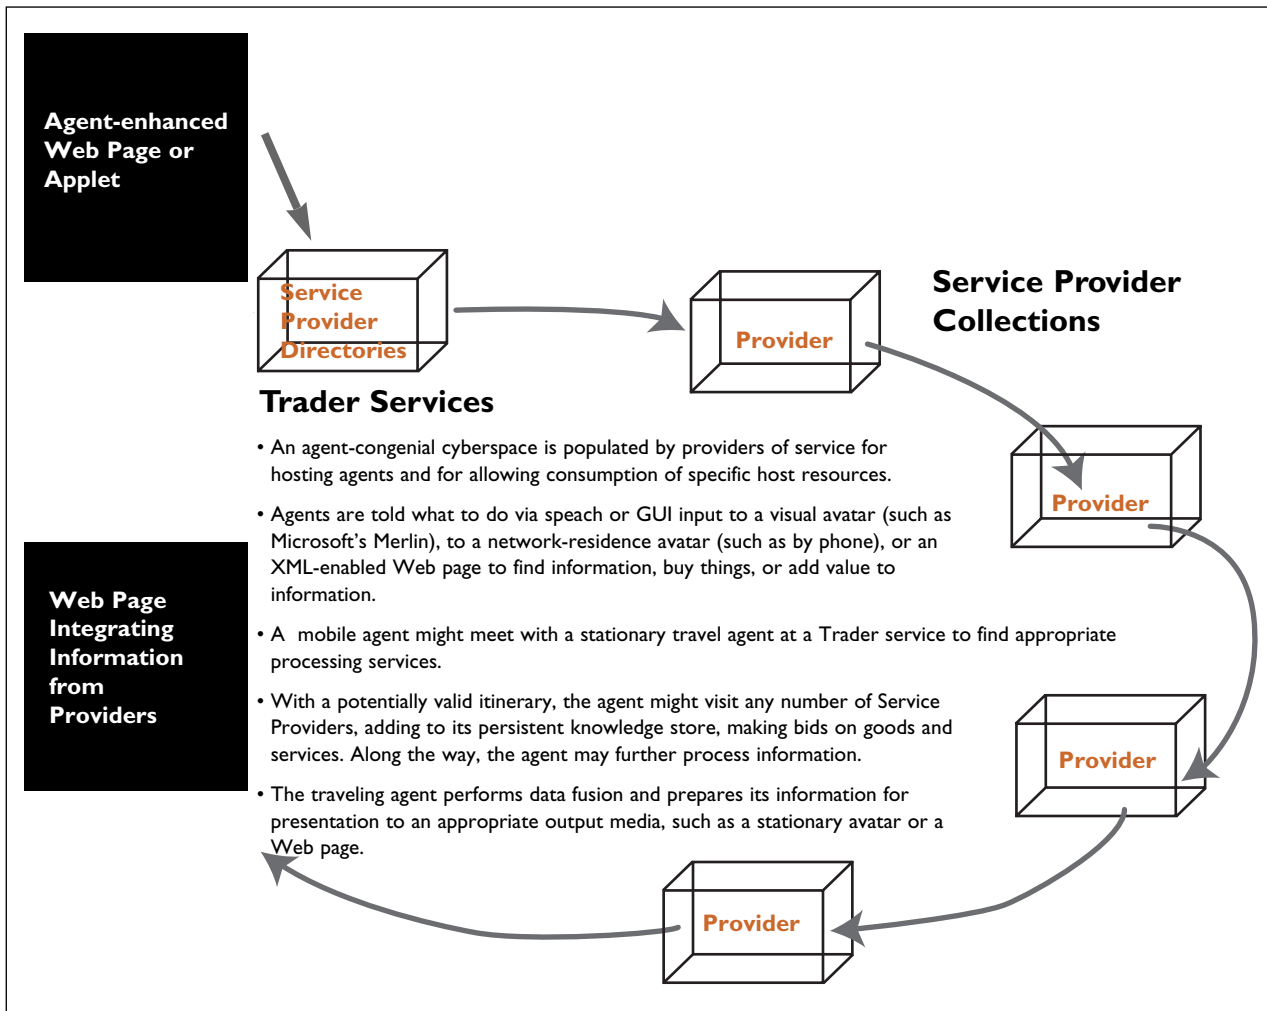 Agent-enhanced
Web Page or
Applet
Service
Provider
Directories
Provider
Service Provider
Collections
Provider
Trader Services
• An agent-congenial cyberspace is populated by providers of service for
hosting agents and for allowing consumption of specific host resources.
• Agents are told what to do via speach or GUI input to a visual avatar (such as
Microsoft's Merlin), to a network-residence avatar (such as by phone), or an
XML-enabled Web page to find information, buy things, or add value to
information.
• A mobile agent might meet with a stationary travel agent at a Trader service to find appropriate
processing services.
• With a potentially valid itinerary, the agent might visit any number of Service
Providers, adding to its persistent knowledge store, making bids on goods and
services. Along the way, the agent may further process information.
• The traveling agent performs data fusion and prepares its information for
presentation to an appropriate output media, such as a stationary avatar or a
Web page.
Web Page
Integrating
Information
from
Providers
Provider
Provider